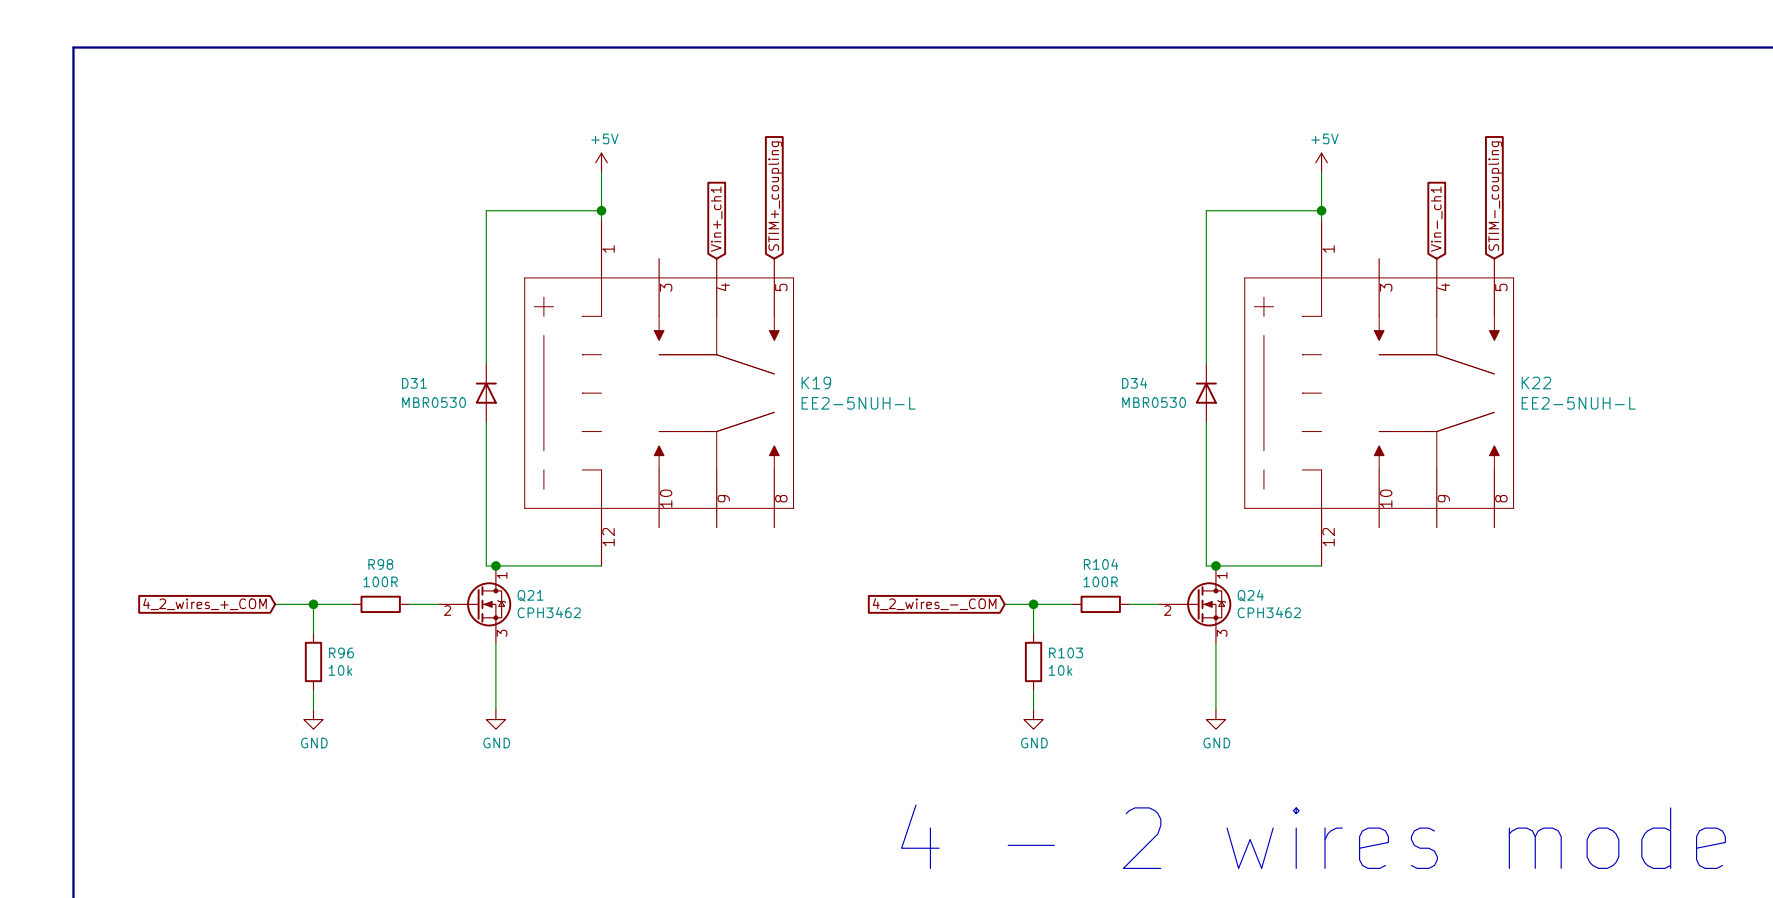 +5V
Vin+_ch1
STIM+_coupling
1
3
4
5
D31
MBR0530
K19
EE2-5NUH-L
10
9
8
12
R98
100R
4_2_wires_+_COM
1
2
3
Q21
CPH3462
R96
10k
GND
GND
+5V
Vin-_ch1
STIM-_coupling
1
3
4
5
D34
MBR0530
K22
EE2-5NUH-L
10
9
8
12
R104
100R
4_2_wires_-_COM
1
2
3
Q24
CPH3462
R103
10k
GND
GND
4 - 2 wires mode